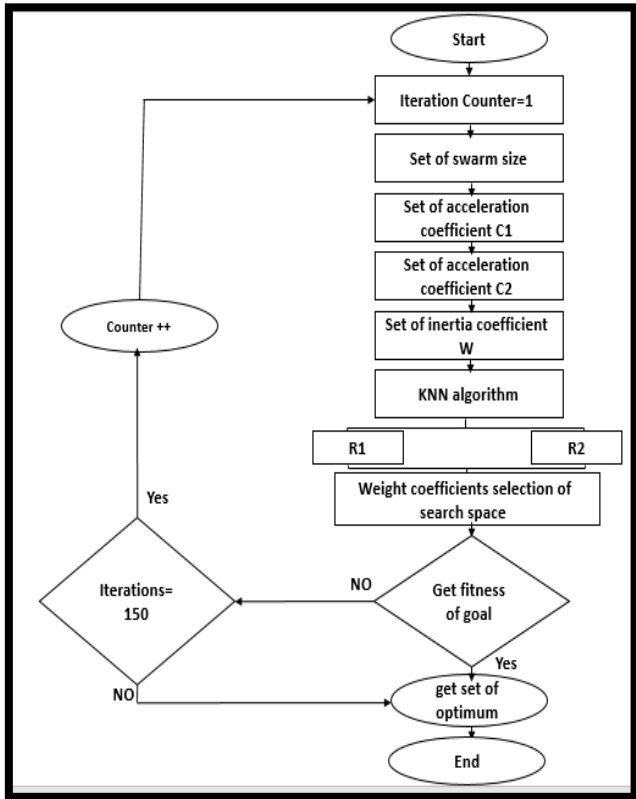 Start
Iteration Counter=1
Set of swarm size
Set of acceleration
coefficient C1
Set of acceleration
coefficient C2
Set of inertia coefficient
W
KNN algorithm
R1
R2
Weight coefficients selection of
search space
Get fitness
of goal
NO
Yes
Iterations=
150
Yes
NO
Counter ++
get set of
optimum
End